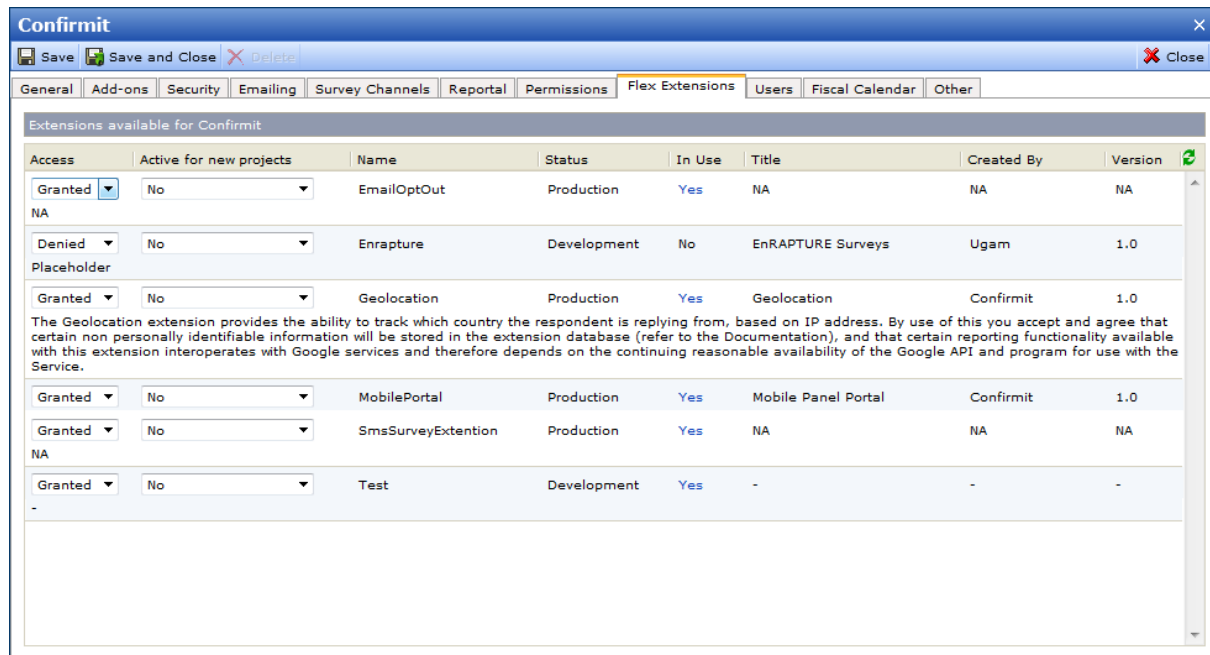 Confirmit
Save Save and Close Delete Close
General Add-ons Security Emailing Survey Channels Reportal Permissions Flex Extensions Users Fiscal Calendar Other
Extensions available for Confirmit
Access Active for new projects Name Status In Use Title Created By Version
Granted No EmailOptOut Production Yes NA NA NA
NA
Denied No Enrapture Development No EnRAPTURE Surveys Ugam 1.0
Placeholder
Granted No Geolocation Production Yes Geolocation Confirmit 1.0
The Geolocation extension provides the ability to track which country the respondent is replying from, based on IP address. By use of this you accept and agree that
certain non personally identifiable information will be stored in the extension database (refer to the Documentation), and that certain reporting functionality available
with this extension interoperates with Google services and therefore depends on the continuing reasonable availability of the Google API and program for use with the
Service.
Granted No MobilePortal Production Yes Mobile Panel Portal Confirmit 1.0
Granted No SmsSurveyExtention Production Yes NA NA NA
NA
Granted No Test Development Yes - - -
-